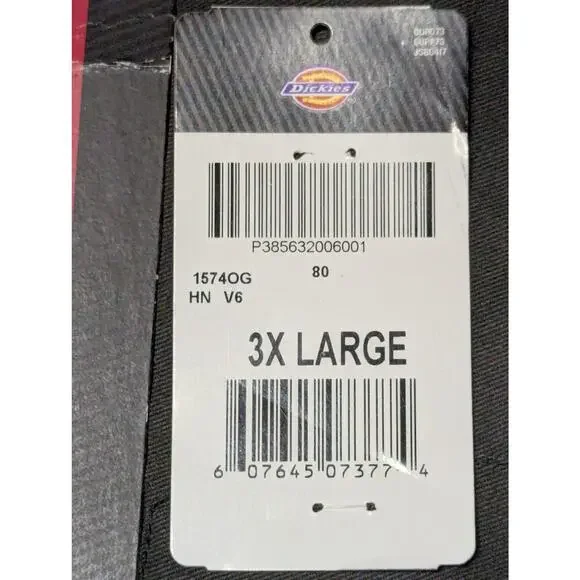 Dickies
P385632006001
1574OG 80
HN V6
3X LARGE
6 07645 07377 4